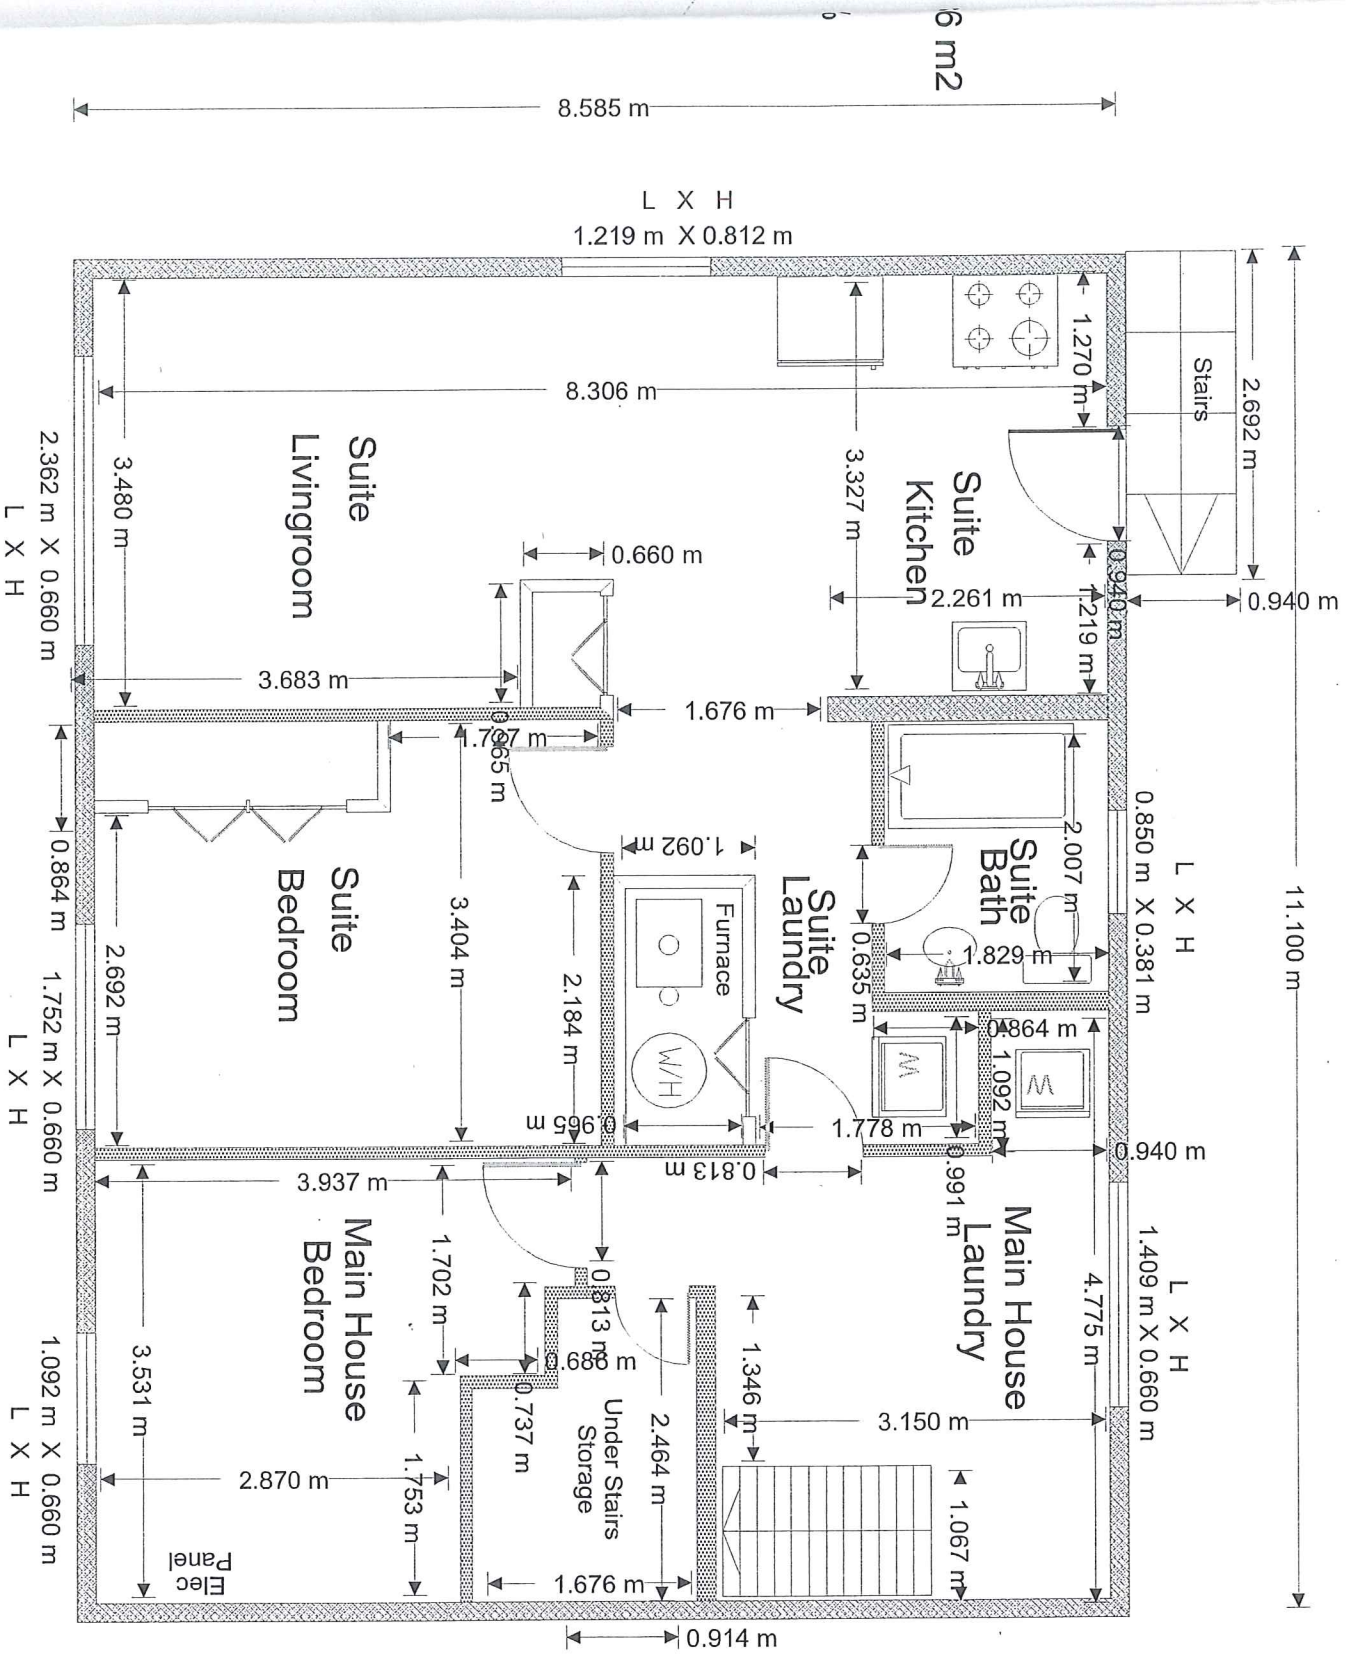 6 m2
8.585 m
L X H
1.219 m X 0.812 m
11.100 m
2.692 m
Stairs
0.940 m
1.270 m
0.940 m
1.219 m
8.306 m
3.327 m
Suite
Kitchen
2.261 m
3.480 m
Suite
Livingroom
0.660 m
3.683 m
0.965 m
1.676 m
2.362 m X 0.660 m
L X H
L X H
0.850 m X 0.381 m
2.007 m
Suite
Bath
1.829 m
0.635 m
Suite
Laundry
1.092 m
Furnace
W/H
2.184 m
0.965 m
0.813 m
1.778 m
W
W
0.864 m
1.092 m
0.991 m
0.940 m
3.404 m
Suite
Bedroom
2.692 m
0.864 m
1.752 m X 0.660 m
L X H
L X H
1.409 m X 0.660 m
4.775 m
Main House
Laundry
3.150 m
1.346 m
1.067 m
3.937 m
Main House
Bedroom
1.702 m
0.813 m
0.686 m
0.737 m
Under Stairs
Storage
2.464 m
1.676 m
3.531 m
2.870 m
1.753 m
Elec
Panel
1.092 m X 0.660 m
L X H
0.914 m